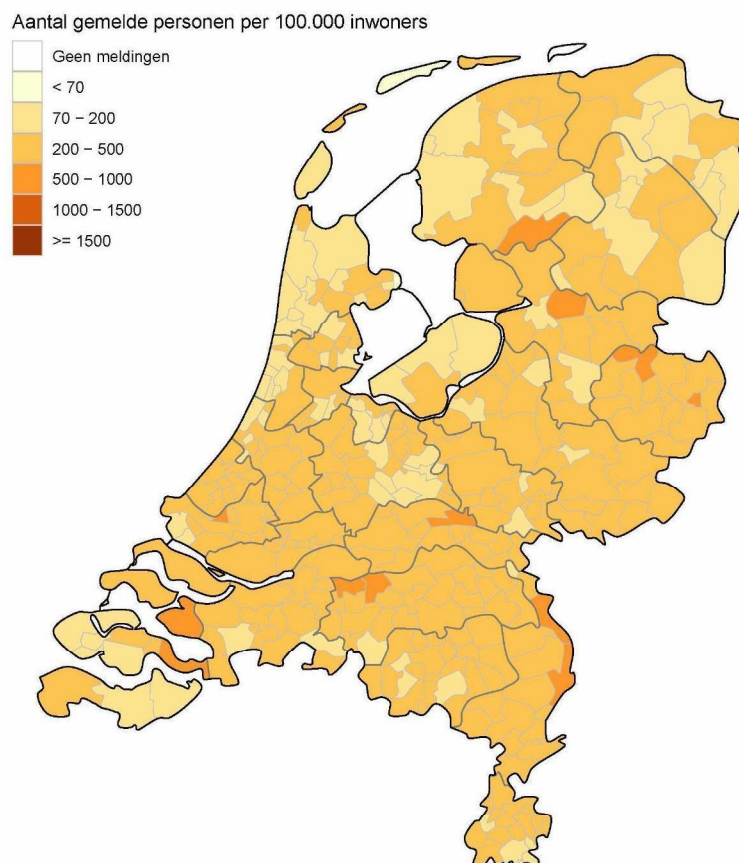 Aantal gemelde personen per 100.000 inwoners
Geen meldingen
< 70
70 − 200
200 − 500
500 − 1000
1000 − 1500
>= 1500